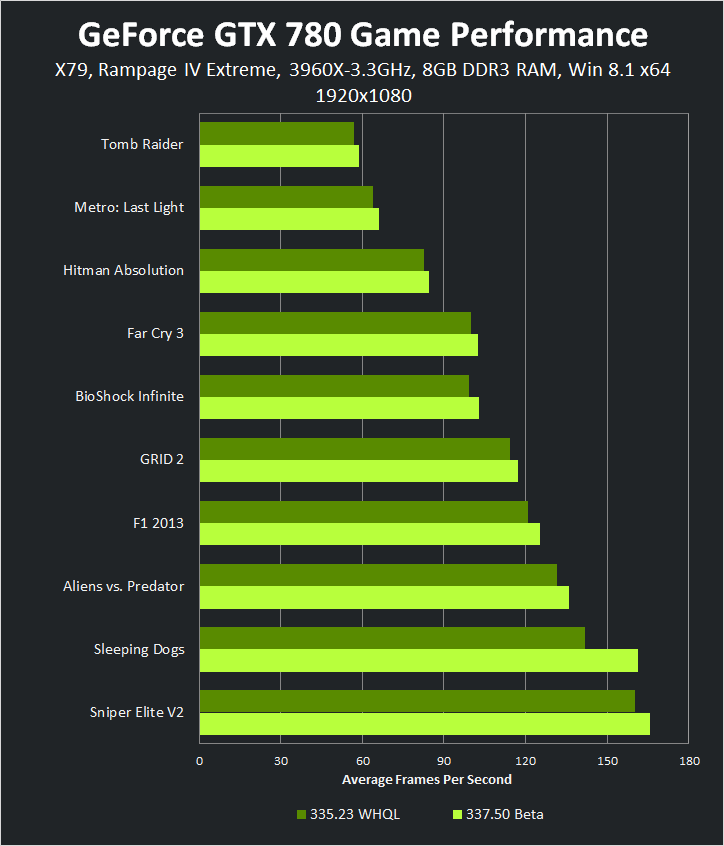 GeForce GTX 780 Game Performance
X79, Rampage IV Extreme, 3960X-3.3GHz, 8GB DDR3 RAM, Win 8.1 x64
1920x1080
Tomb Raider
Metro: Last Light
Hitman Absolution
Far Cry 3
BioShock Infinite
GRID 2
F1 2013
Aliens vs. Predator
Sleeping Dogs
Sniper Elite V2
0 30 60 90 120 150 180
Average Frames Per Second
335.23 WHQL 337.50 Beta